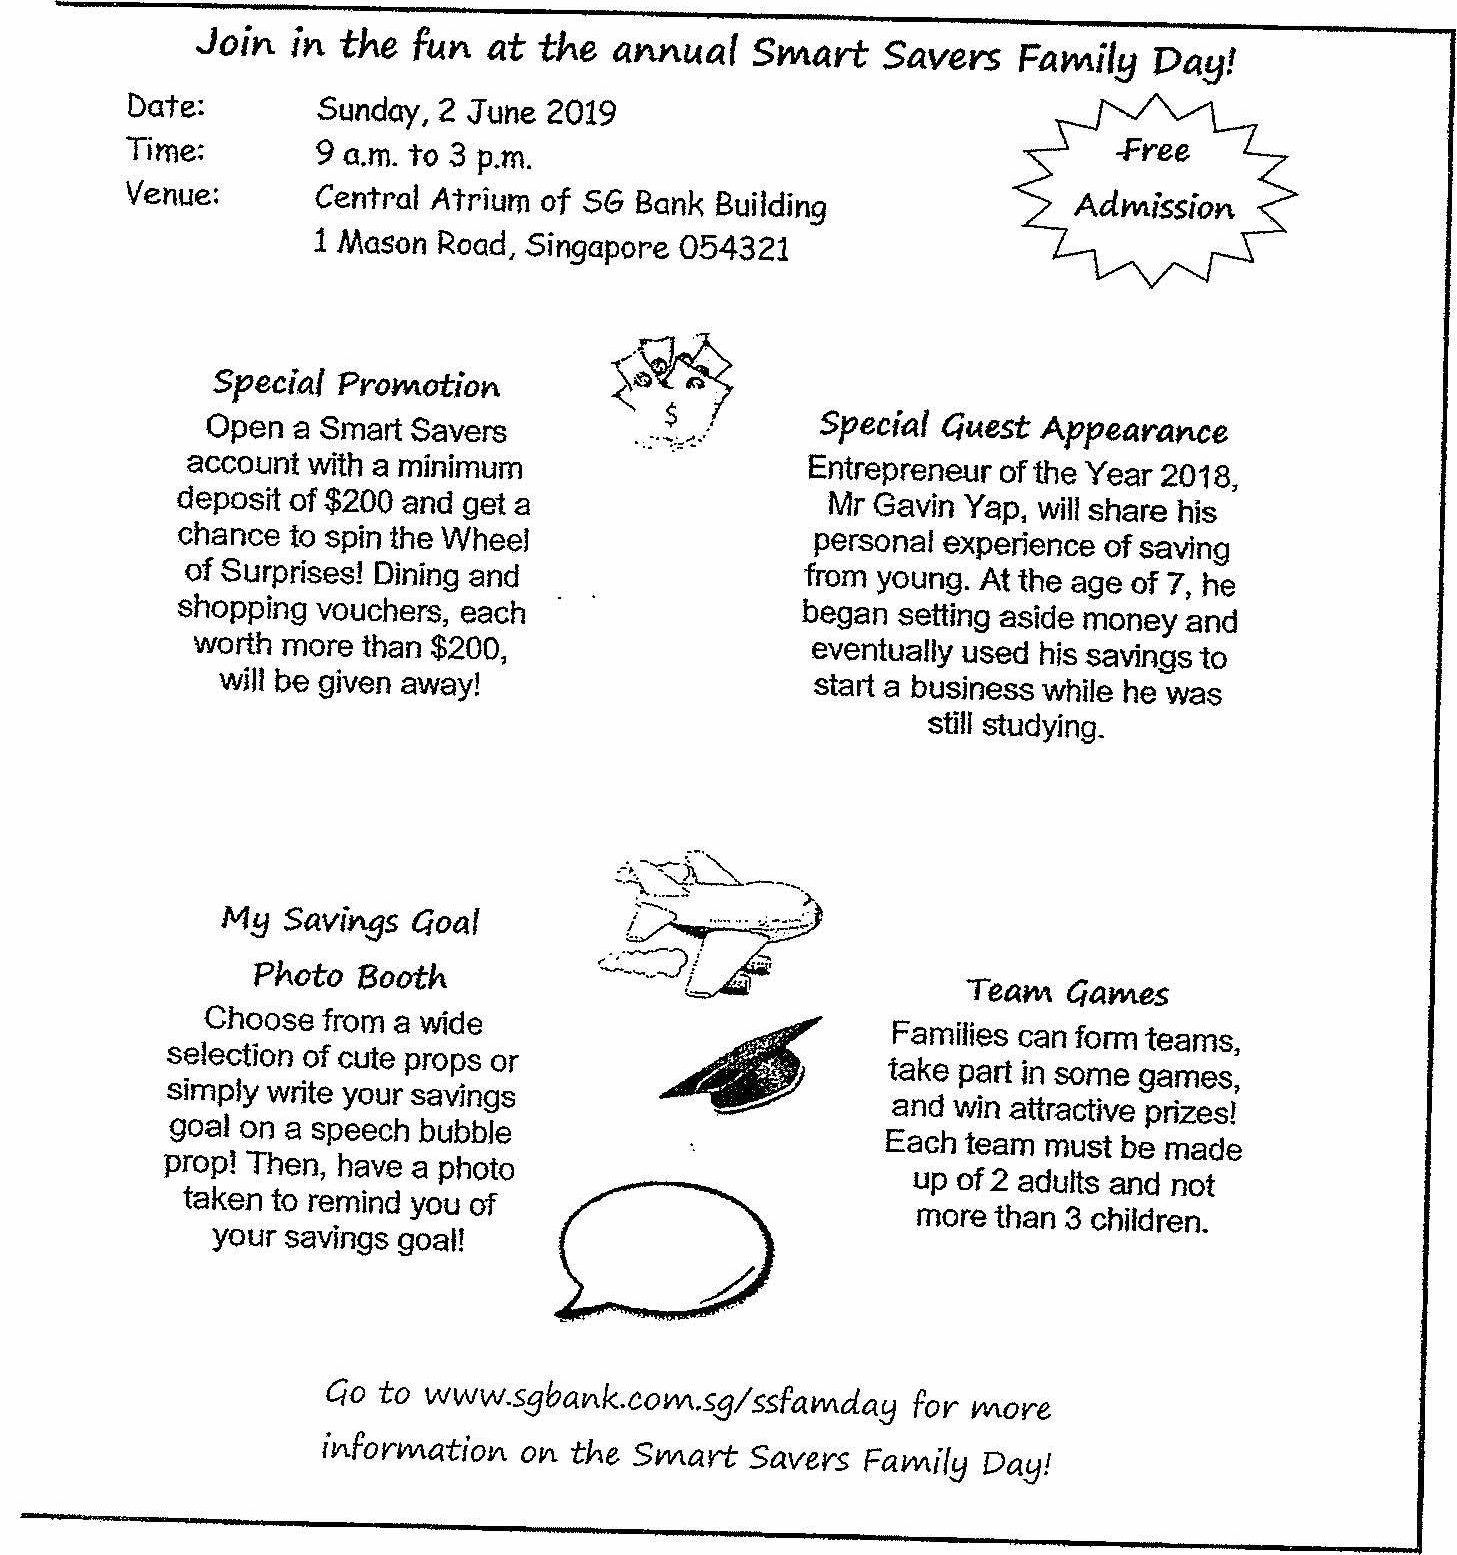 Join in the fun at the annual Smart Savers Family Day!
Date: Sunday, 2 June 2019
Time: 9 a.m. to 3 p.m.
Venue: Central Atrium of SG Bank Building
1 Mason Road, Singapore 054321
Free
Admission
Special Promotion
Open a Smart Savers
account with a minimum
deposit of $200 and get a
chance to spin the Wheel
of Surprises! Dining and
shopping vouchers, each
worth more than $200,
will be given away!
$
Special Guest Appearance
Entrepreneur of the Year 2018,
Mr Gavin Yap, will share his
personal experience of saving
from young. At the age of 7, he
began setting aside money and
eventually used his savings to
start a business while he was
still studying.
My Savings Goal
Photo Booth
Choose from a wide
selection of cute props or
simply write your savings
goal on a speech bubble
prop! Then, have a photo
taken to remind you of
your savings goal!
Team Games
Families can form teams,
take part in some games,
and win attractive prizes!
Each team must be made
up of 2 adults and not
more than 3 children.
Go to www.sgbank.com.sg/ssfamday for more
information on the Smart Savers Family Day!